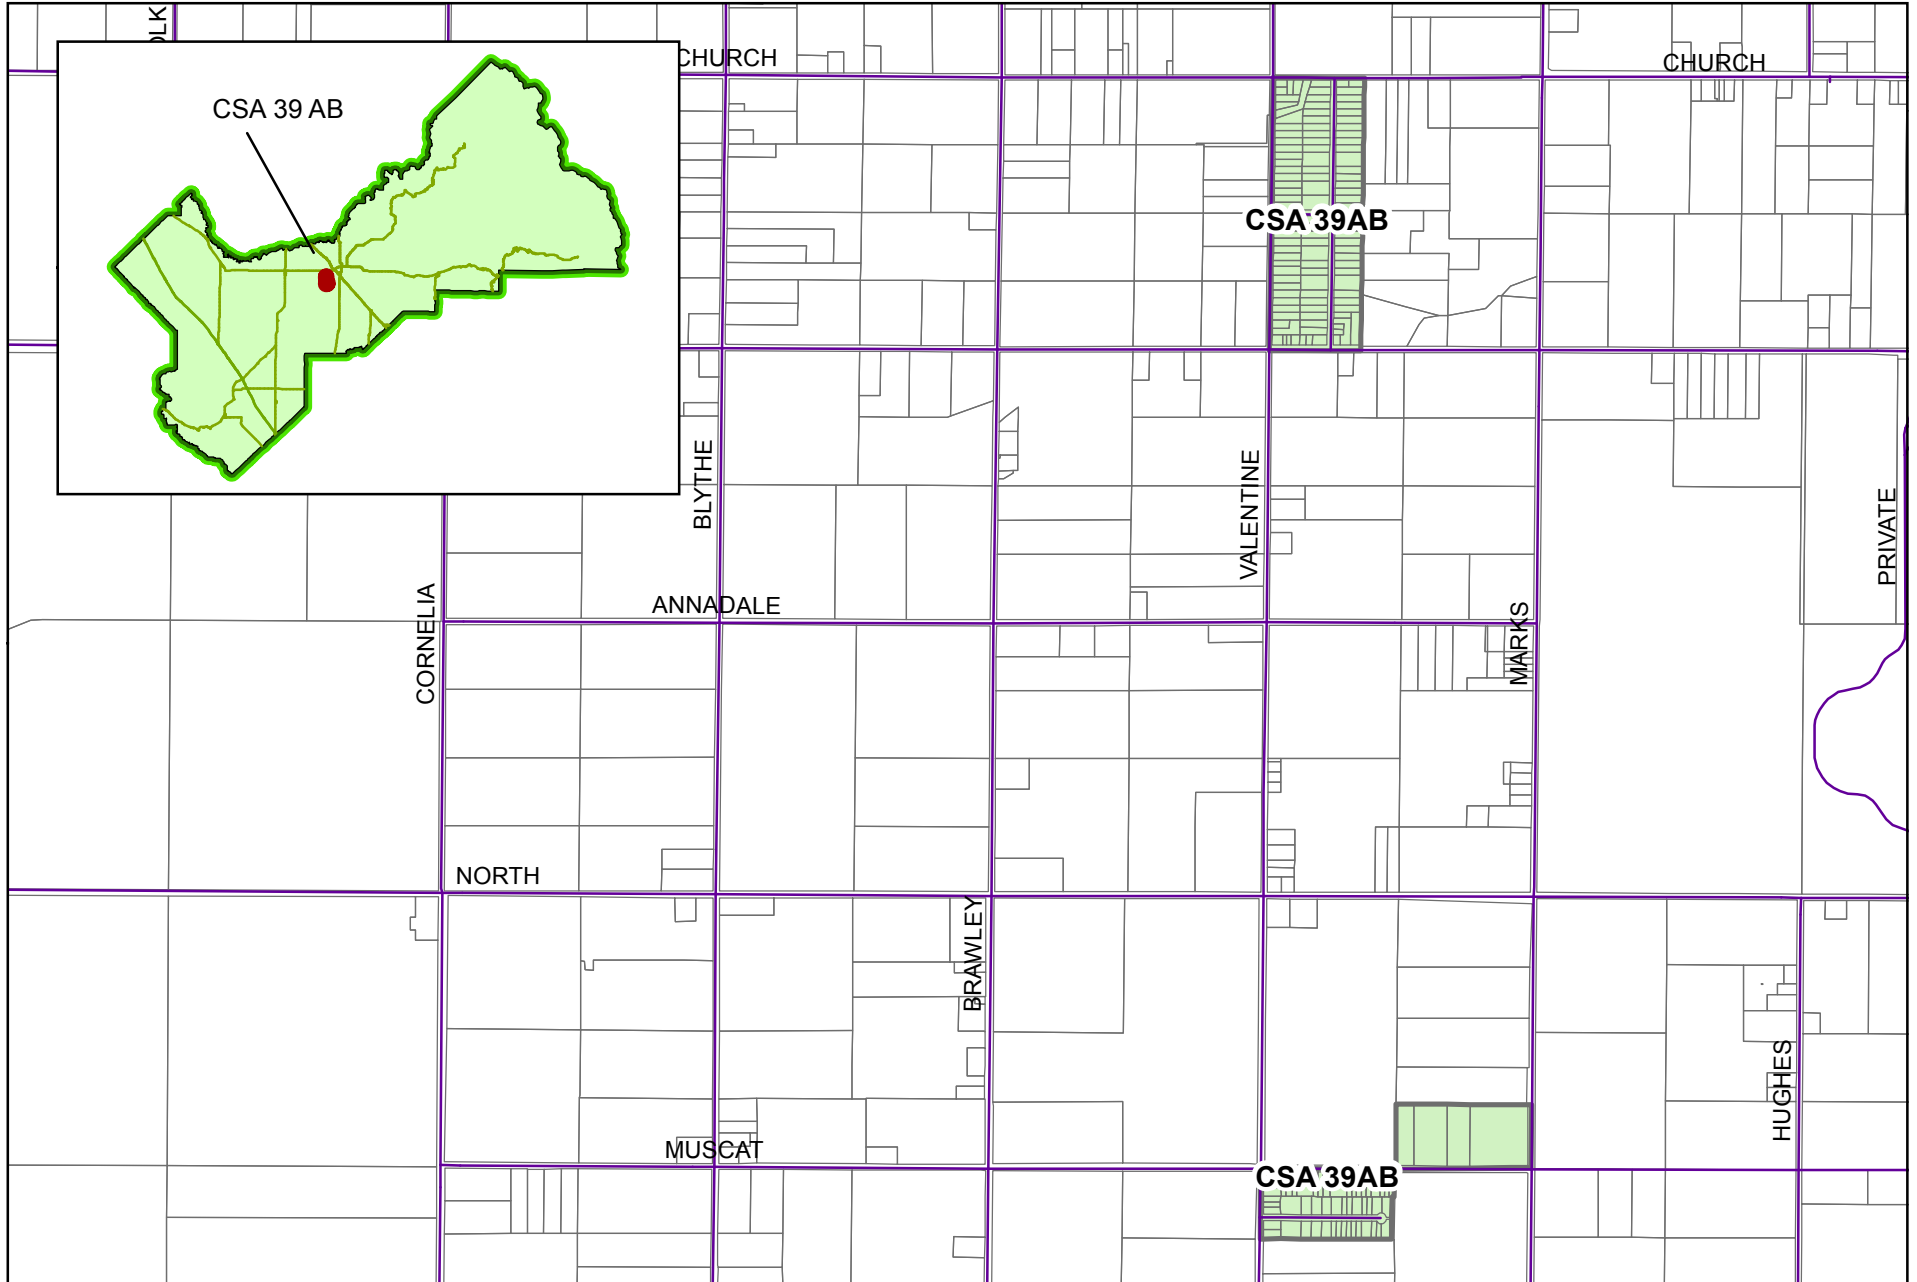 CHURCH
CHURCH
CSA 39 AB
CSA 39AB
BLYTHE
VALENTINE
PRIVATE
ANNADALE
CORNELIA
MARKS
NORTH
BRAWLEY
HUGHES
MUSCAT
CSA 39AB